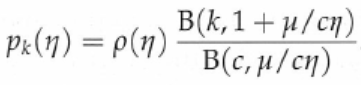 p_k(η) = ρ(η) B(k, 1 + μ/cη) / B(c, μ/cη)